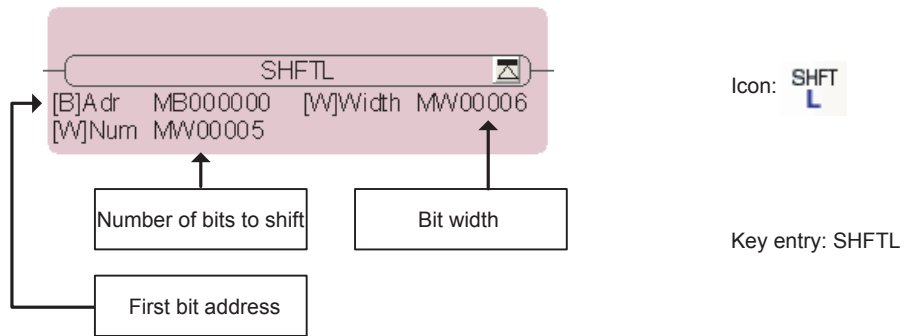 SHFTL
[B]Adr MB000000 [W]Width MW00006
[W]Num MW00005
Number of bits to shift
Bit width
First bit address
Icon: SHFT
L
Key entry: SHFTL